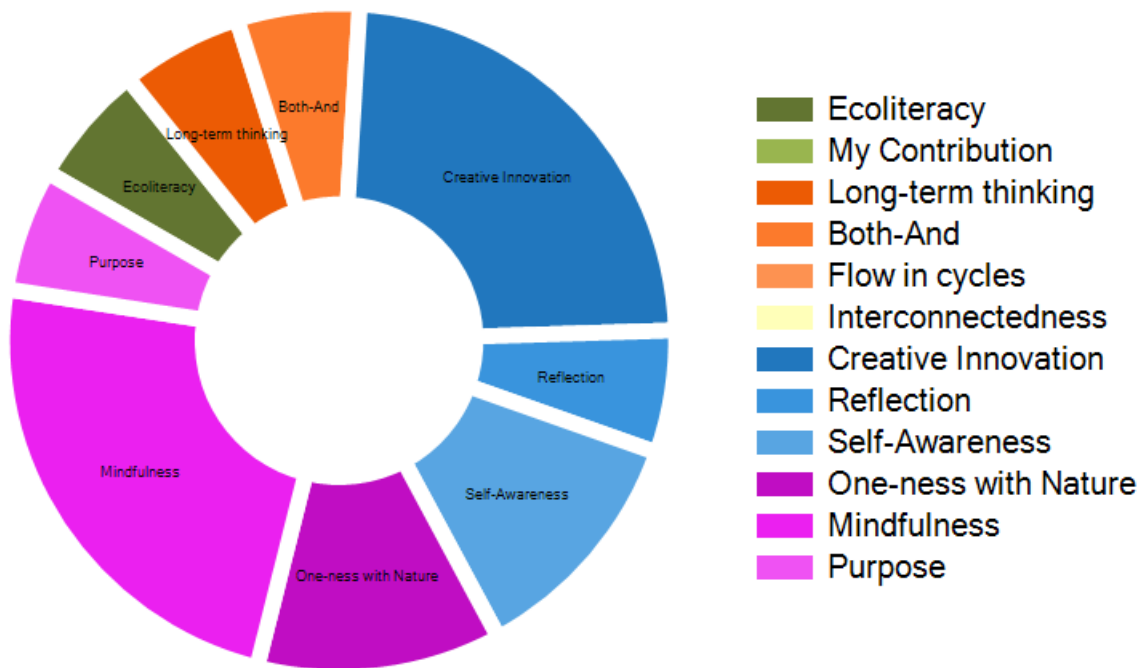 Both-And
Long-term thinking
Creative Innovation
Ecoliteracy
Purpose
Reflection
Mindfulness
Self-Awareness
One-ness with Nature
Ecoliteracy
My Contribution
Long-term thinking
Both-And
Flow in cycles
Interconnectedness
Creative Innovation
Reflection
Self-Awareness
One-ness with Nature
Mindfulness
Purpose